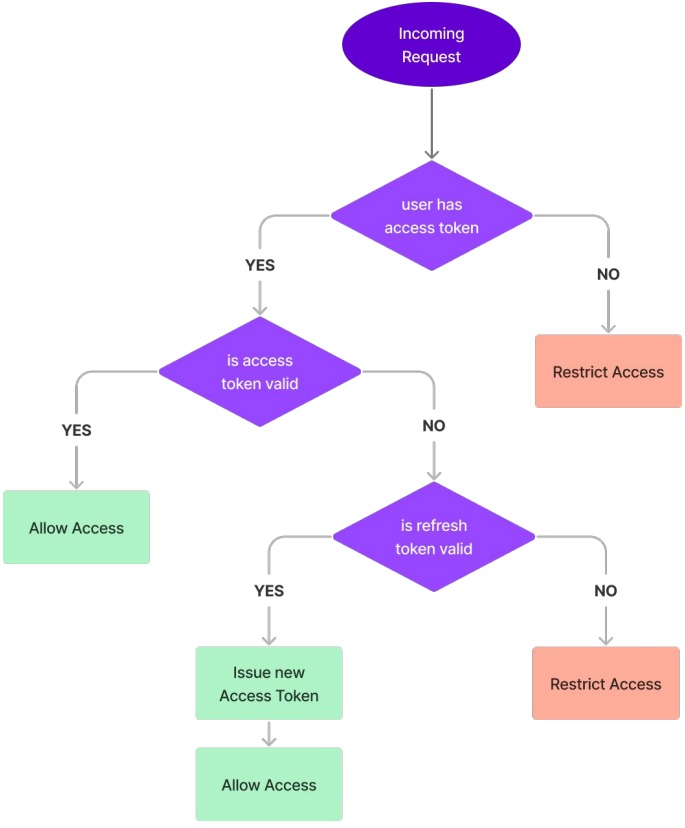 Incoming
Request
user has
access token
YES
NO
is access
token valid
Restrict Access
YES
NO
Allow Access
is refresh
token valid
YES
NO
Issue new
Access Token
Restrict Access
Allow Access